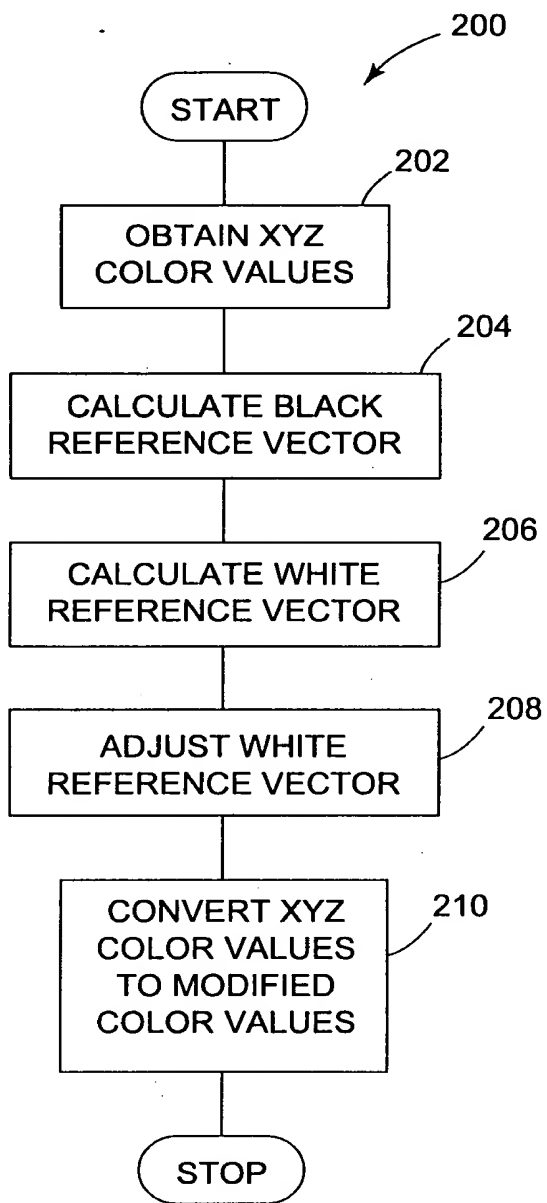 200
START
202
OBTAIN XYZ
COLOR VALUES
204
CALCULATE BLACK
REFERENCE VECTOR
206
CALCULATE WHITE
REFERENCE VECTOR
208
ADJUST WHITE
REFERENCE VECTOR
210
CONVERT XYZ
COLOR VALUES
TO MODIFIED
COLOR VALUES
STOP